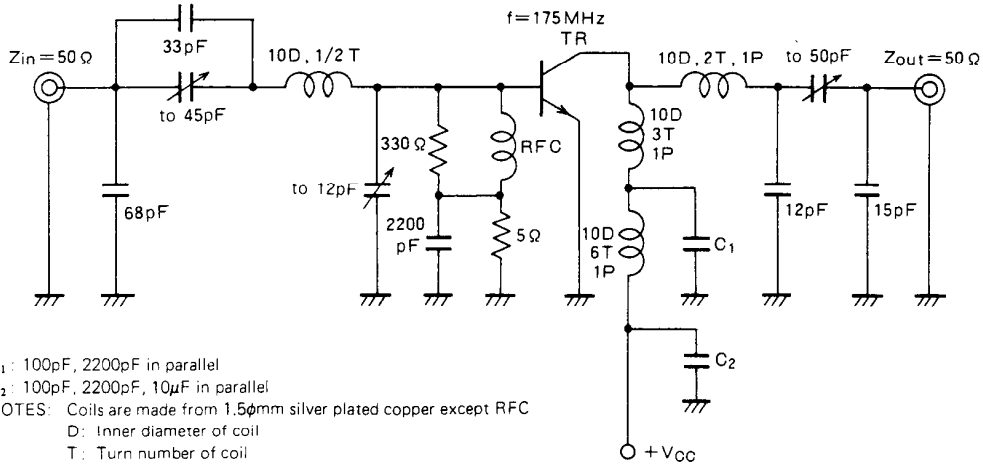 f=175MHz
TR
Zin=50Ω
33pF
to 45pF
10D, 1/2 T
10D, 2T, 1P
to 50pF
Zout=50Ω
330Ω
RFC
10D
3T
1P
to 12pF
68pF
2200
pF
5Ω
10D
6T
1P
C₁
12pF
15pF
C₂
+VCC
₁: 100pF, 2200pF in parallel
₂: 100pF, 2200pF, 10μF in parallel
OTES: Coils are made from 1.5φmm silver plated copper except RFC
D: Inner diameter of coil
T: Turn number of coil